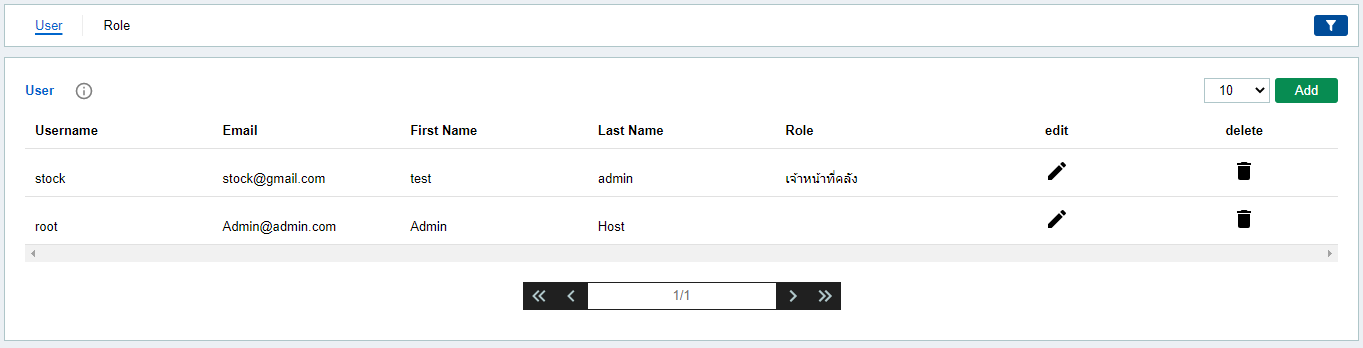 User Role
User
10 Add
Username Email First Name Last Name Role edit delete
stock stock@gmail.com test admin เจ้าหน้าที่คลัง
root Admin@admin.com Admin Host
1/1